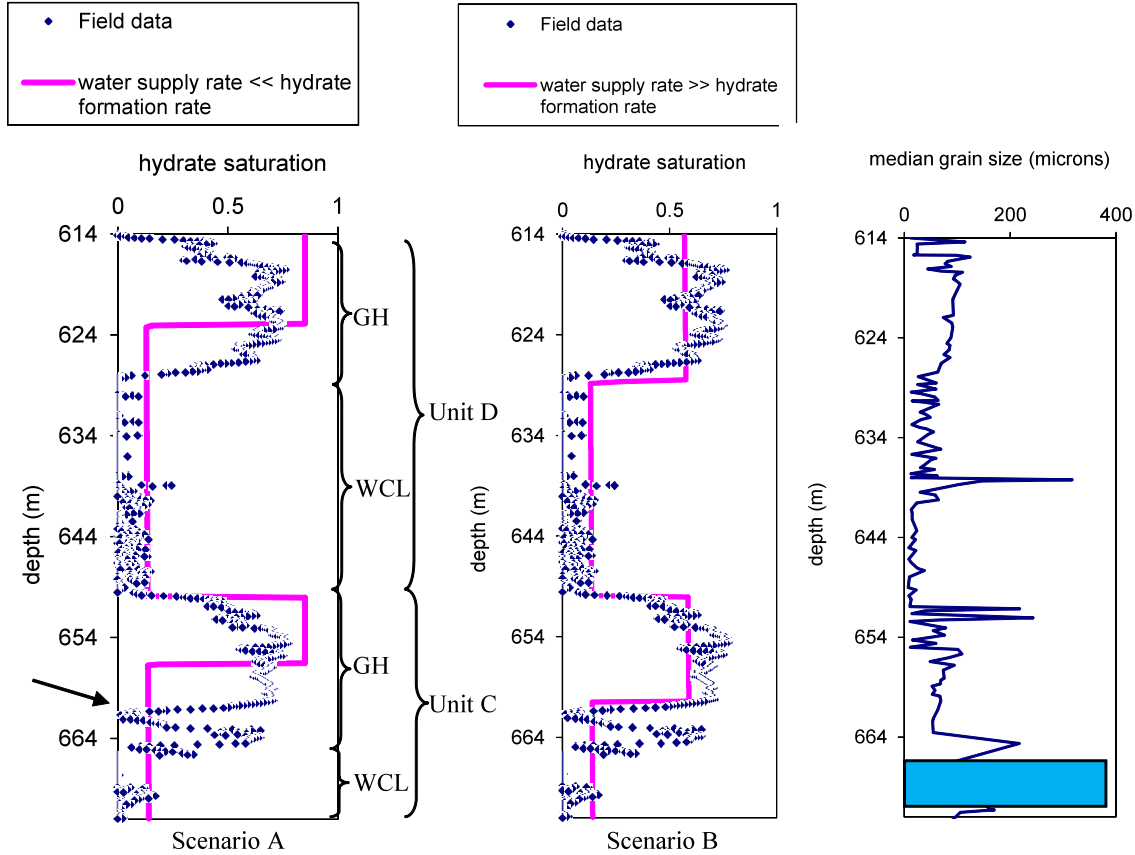 Field data
water supply rate << hydrate
formation rate
Field data
water supply rate >> hydrate
formation rate
hydrate saturation
0 0.5 1
614
624
634
644
654
664
depth (m)
GH
WCL
GH
WCL
Unit D
Unit C
Scenario A
hydrate saturation
0 0.5 1
614
624
634
644
654
664
depth (m)
Scenario B
median grain size (microns)
0 200 400
614
624
634
644
654
664
depth (m)